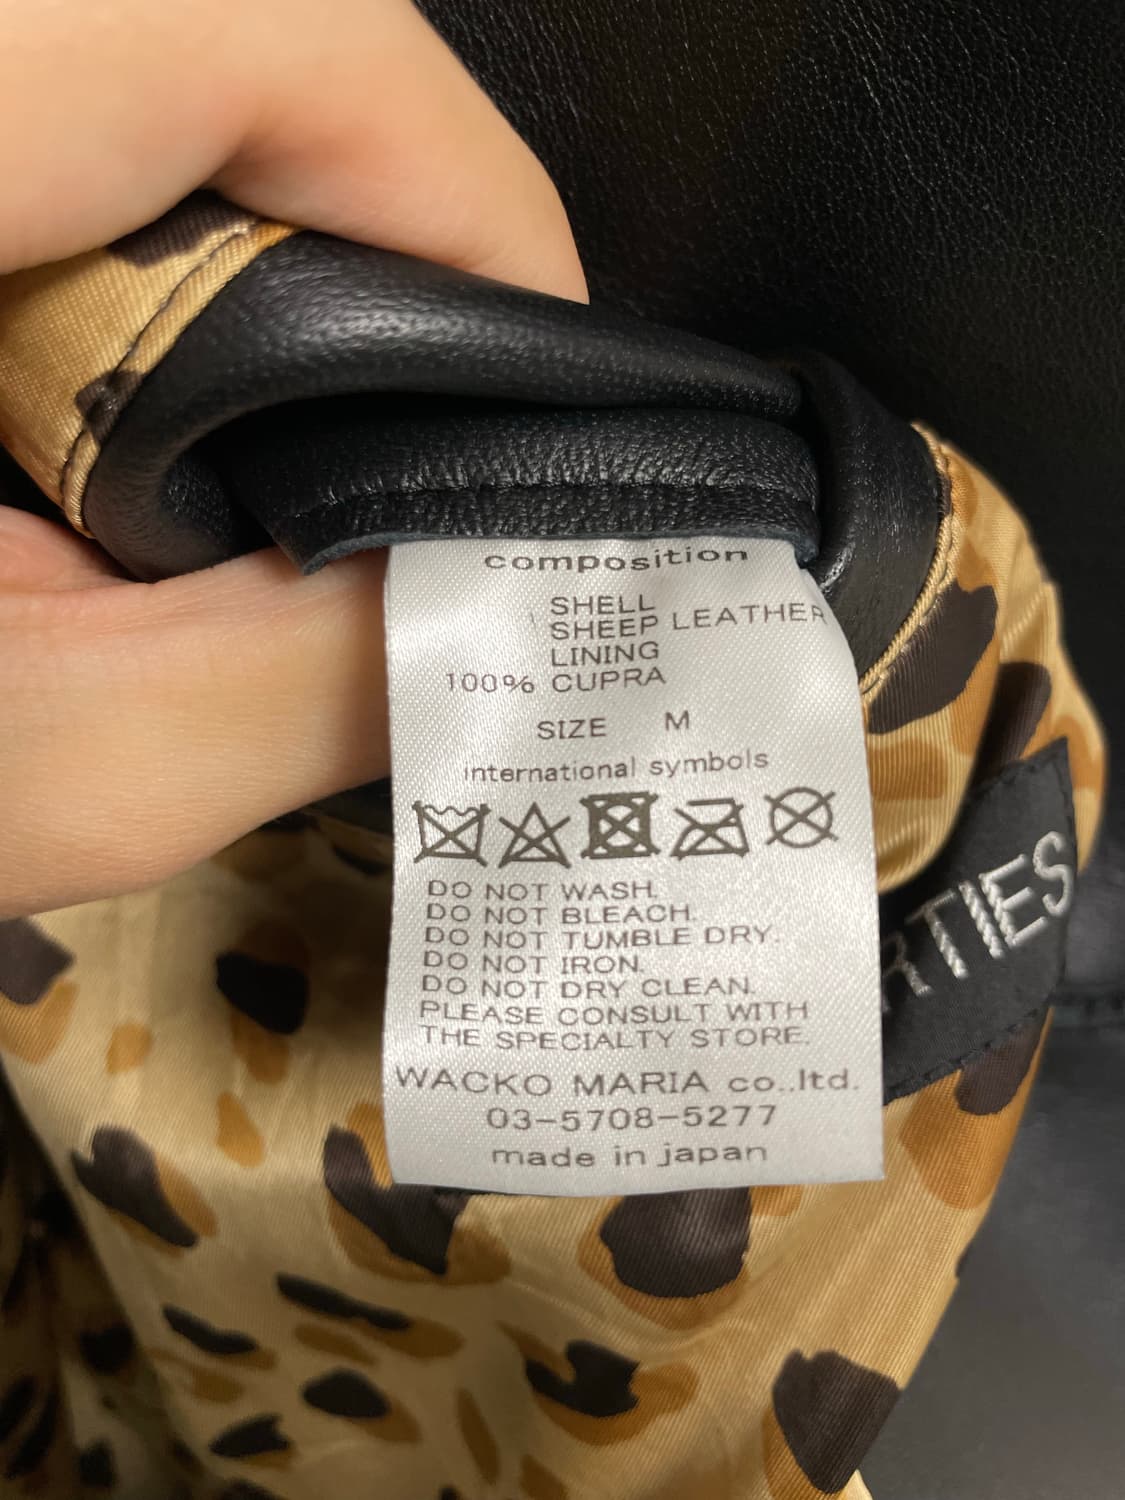 composition
SHELL
SHEEP LEATHER
LINING
100% CUPRA
SIZE M
international symbols
DO NOT WASH.
DO NOT BLEACH.
DO NOT TUMBLE DRY.
DO NOT IRON.
DO NOT DRY CLEAN.
PLEASE CONSULT WITH
THE SPECIALTY STORE.
WACKO MARIA co.,ltd.
03-5708-5277
made in japan
RTIES